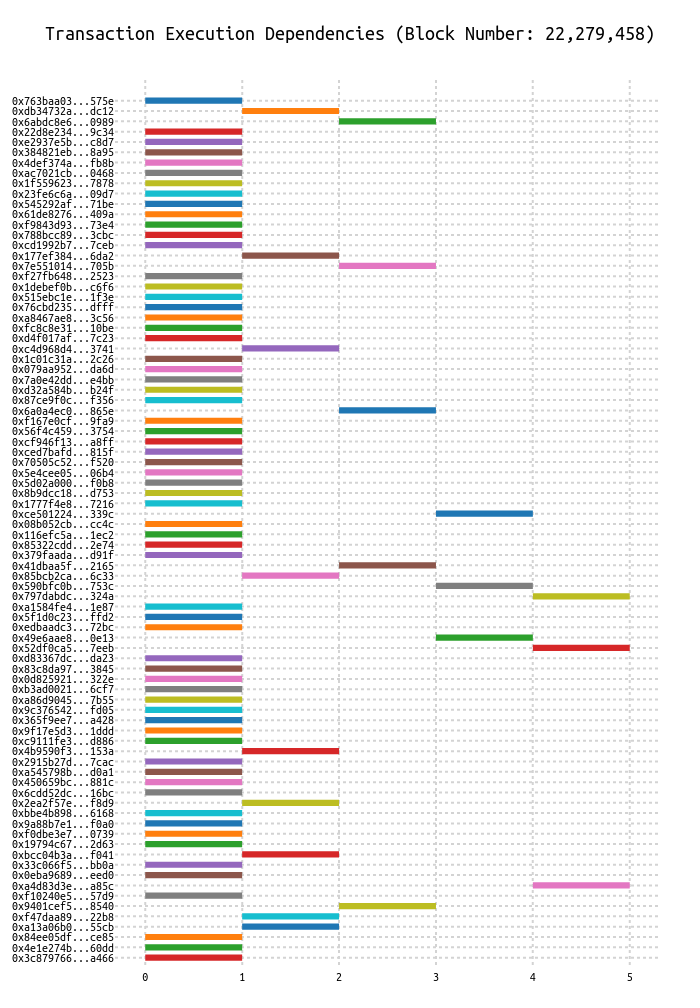 Transaction Execution Dependencies (Block Number: 22,279,458)
0x763baa03...575e
0xdb34732a...dc12
0x6abdc8e6...0989
0x22d8e234...9c34
0xe2937e5b...c8d7
0x384821eb...8a95
0x4def374a...fb8b
0xac7021cb...0468
0x1f559623...7878
0x23fe6c6a...09d7
0x545292af...71be
0x61de8276...409a
0xf9843d93...73e4
0x788bcc89...3cbc
0xcd1992b7...7ceb
0x177ef384...6da2
0x7e551014...705b
0xf27fb648...2523
0x1debef0b...c6f6
0x515ebc1e...1f3e
0x76cbd235...dfff
0xa8467ae8...3c56
0xfc8c8e31...10be
0xd4f017af...7c23
0xc4d968d4...3741
0x1c01c31a...2c26
0x079aa952...da6d
0x7a0e42dd...e4bb
0xd32a584b...b24f
0x87ce9f0c...f356
0x6a0a4ec0...865e
0xf167e0cf...9fa9
0x56f4c459...3754
0xcf946f13...a8ff
0xced7bafd...815f
0x70505c52...f520
0x5e4cee05...06b4
0x5d02a000...f0b8
0x8b9dcc18...d753
0x1777f4e8...7216
0xce501224...339c
0x08b052cb...cc4c
0x116efc5a...1ec2
0x85322cdd...2e74
0x379faada...d91f
0x41dbaa5f...2165
0x85bcb2ca...6c33
0x590bfc0b...753c
0x797dabdc...324a
0xa1584fe4...1e87
0x5f1d0c23...ffd2
0xedbaadc3...72bc
0x49e6aae8...0e13
0x52df0ca5...7eeb
0xd83367dc...da23
0x83c8da97...3845
0x0d825921...322e
0xb3ad0021...6cf7
0xa86d9045...7b55
0x9c376542...fd05
0x365f9ee7...a428
0x9f17e5d3...1ddd
0xc9111fe3...d886
0x4b9590f3...153a
0x2915b27d...7cac
0xa545798b...d0a1
0x450659bc...881c
0x6cdd52dc...16bc
0x2ea2f57e...f8d9
0xbbe4b898...6168
0x9a88b7e1...f0a0
0xf0dbe3e7...0739
0x19794c67...2d63
0xbcc04b3a...f041
0x33c066f5...bb0a
0x0eba9689...eed0
0xa4d83d3e...a85c
0xf10240e5...57d9
0x9401cef5...8540
0xf47daa89...22b8
0xa13a06b0...55cb
0x84ee05df...ce85
0x4e1e274b...60dd
0x3c879766...a466
0 1 2 3 4 5